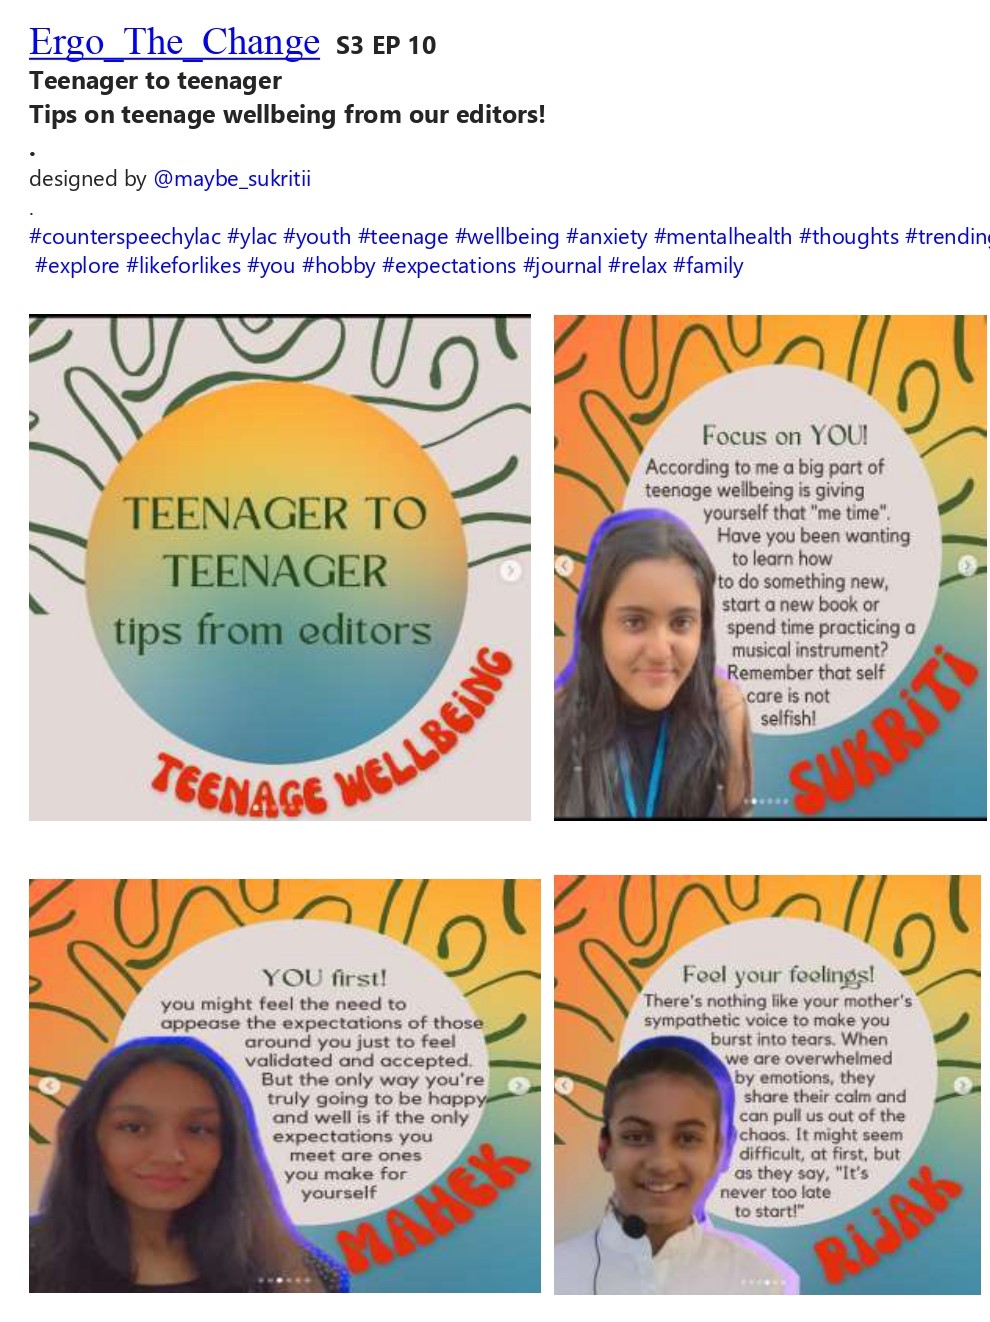 Ergo_The_Change S3 EP 10
Teenager to teenager
Tips on teenage wellbeing from our editors!
.
designed by @maybe_sukritii
.
#counterspeechylac #ylac #youth #teenage #wellbeing #anxiety #mentalhealth #thoughts #trending
#explore #likeforlikes #you #hobby #expectations #journal #relax #family
TEENAGER TO
TEENAGER
tips from editors
TEENAGE WELLBEiNG
Focus on YOU!
According to me a big part of
teenage wellbeing is giving
yourself that "me time".
Have you been wanting
to learn how
to do something new,
start a new book or
spend time practicing a
musical instrument?
Remember that self
care is not
selfish!
SUKRiTi
YOU first!
you might feel the need to
appease the expectations of those
around you just to feel
validated and accepted.
But the only way you're
truly going to be happy
and well is if the only
expectations you
meet are ones
you make for
yourself
MAHEK
Feel your feelings!
There's nothing like your mother's
sympathetic voice to make you
burst into tears. When
we are overwhelmed
by emotions, they
share their calm and
can pull us out of the
chaos. It might seem
difficult, at first, but
as they say, "It's
never too late
to start!"
RiJAK